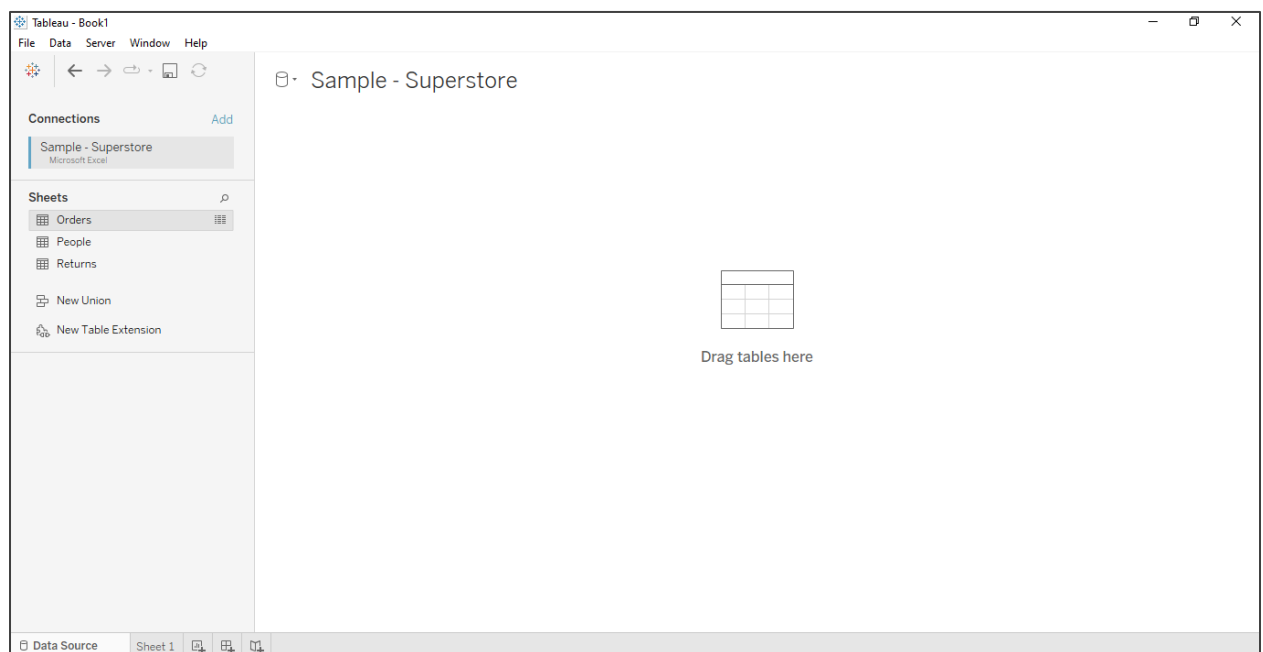 Tableau - Book1
File Data Server Window Help
Sample - Superstore
Connections Add
Sample - Superstore
Microsoft Excel
Sheets
Orders
People
Returns
New Union
New Table Extension
Drag tables here
Data Source Sheet 1